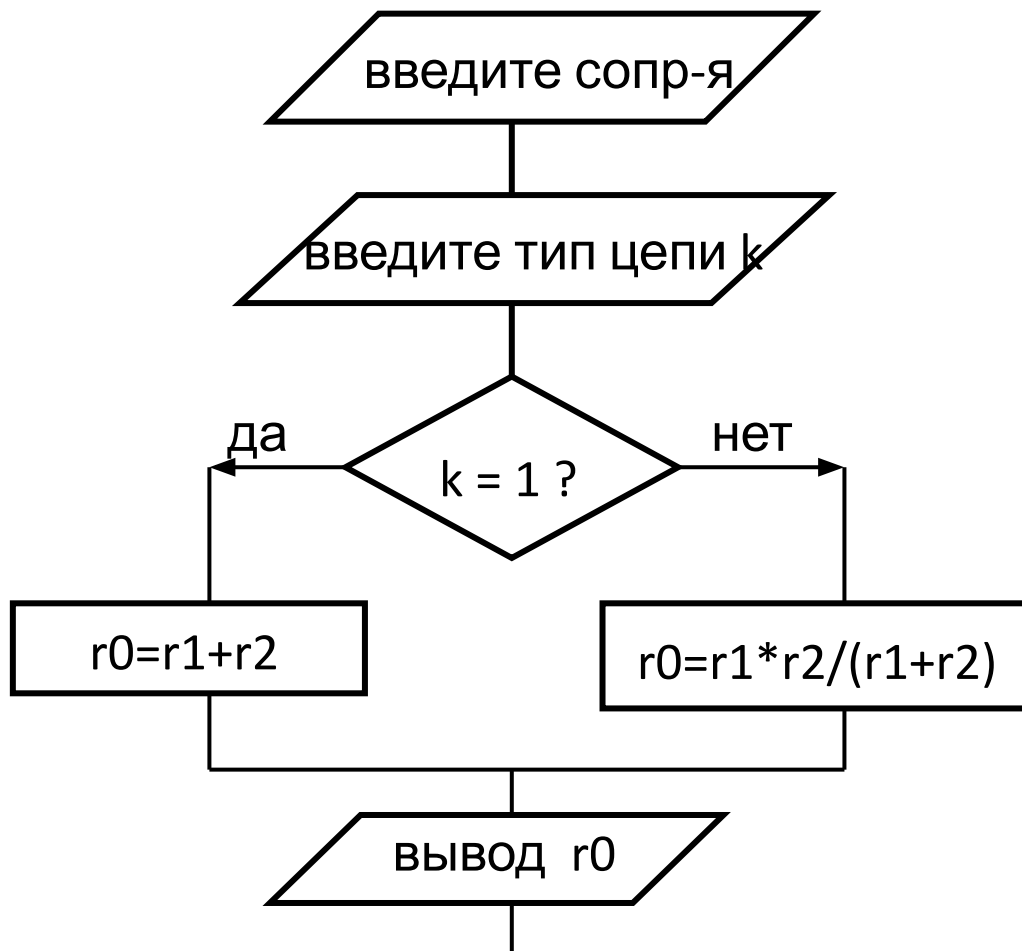 введите сопр-я
введите тип цепи k
да
нет
k = 1 ?
r0=r1+r2
r0=r1*r2/(r1+r2)
вывод r0